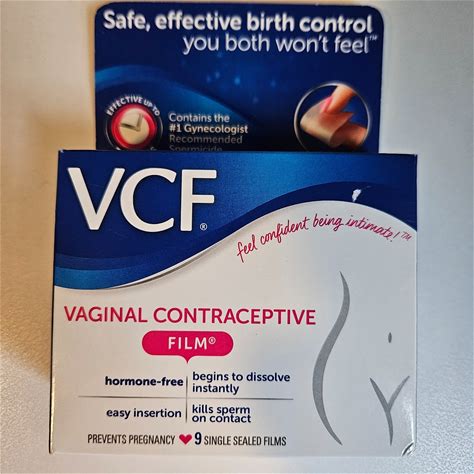 Safe, effective birth control
you both won't feel™
EFFECTIVE UP TO
Contains the
#1 Gynecologist
Recommended
Spermicide
VCF®
feel confident being intimate!™
VAGINAL CONTRACEPTIVE
FILM®
hormone-free
begins to dissolve
instantly
easy insertion
kills sperm
on contact
PREVENTS PREGNANCY ♥ 9 SINGLE SEALED FILMS